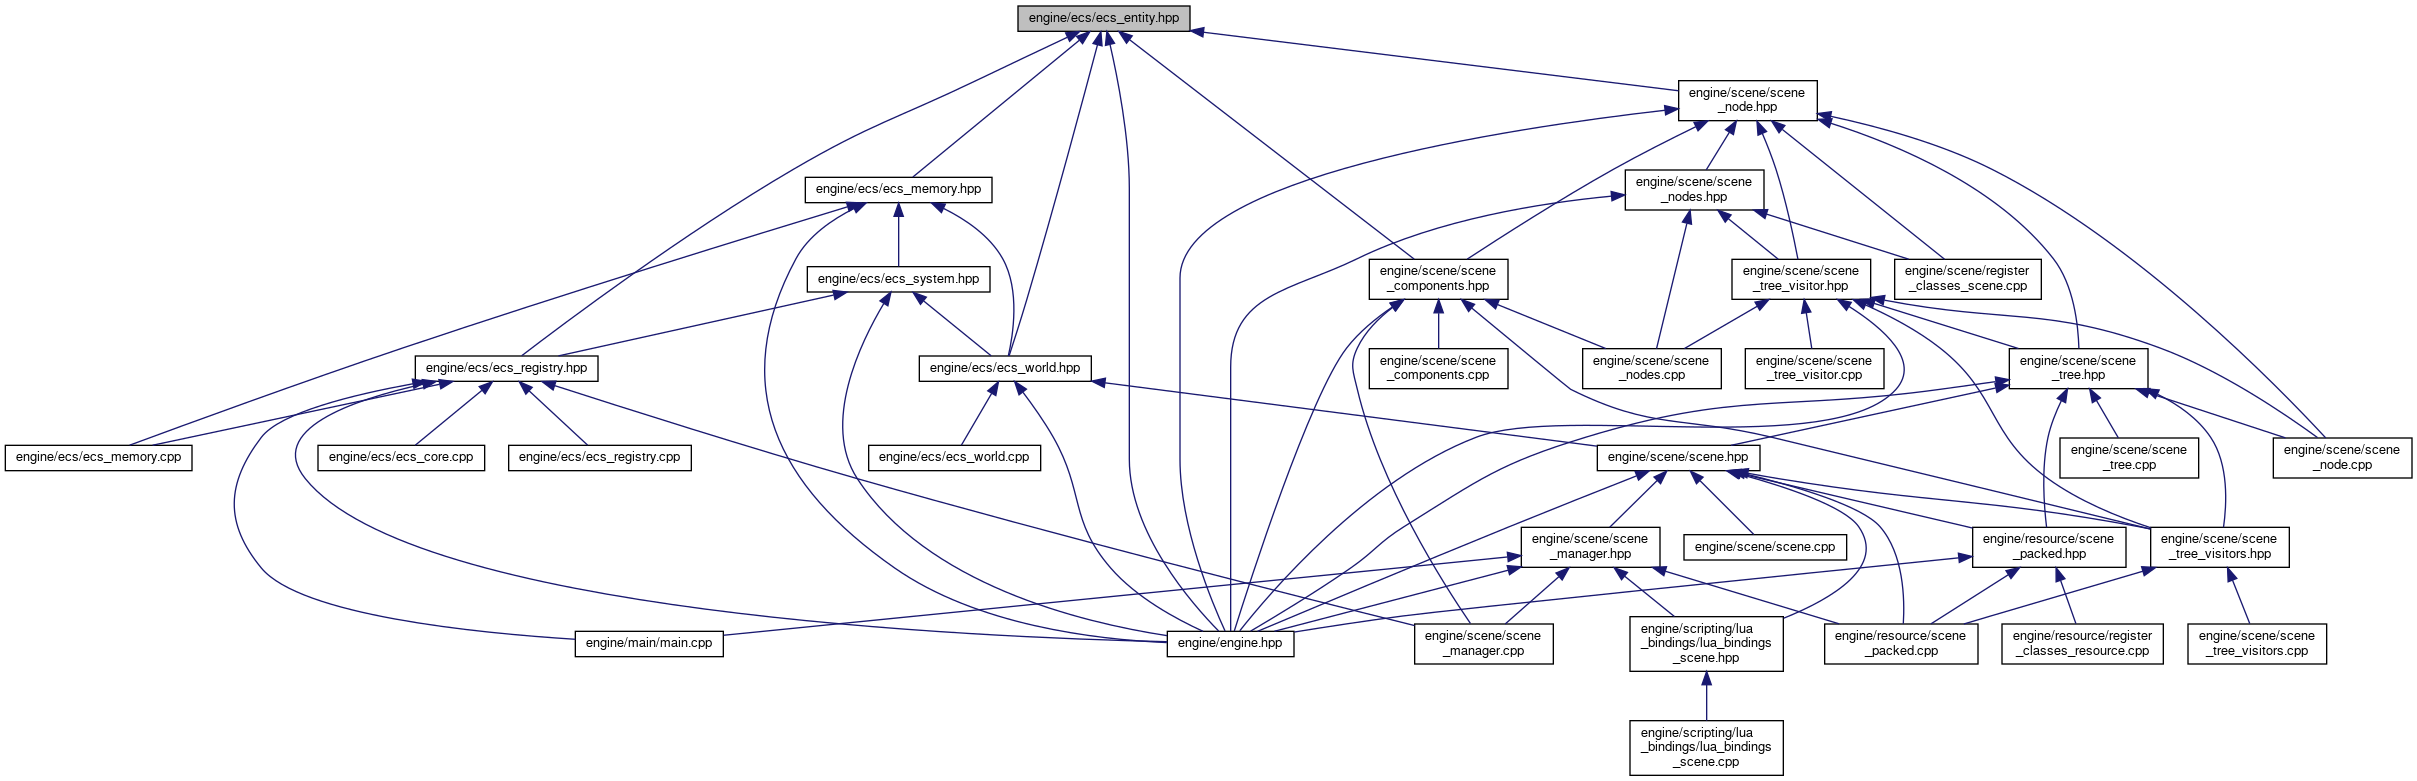 engine/ecs/ecs_entity.hpp
engine/scene/scene
_node.hpp
engine/ecs/ecs_memory.hpp
engine/scene/scene
_nodes.hpp
engine/ecs/ecs_system.hpp
engine/scene/scene
_components.hpp
engine/scene/scene
_tree_visitor.hpp
engine/scene/register
_classes_scene.cpp
engine/ecs/ecs_registry.hpp
engine/ecs/ecs_world.hpp
engine/scene/scene
_components.cpp
engine/scene/scene
_nodes.cpp
engine/scene/scene
_tree_visitor.cpp
engine/scene/scene
_tree.hpp
engine/ecs/ecs_memory.cpp
engine/ecs/ecs_core.cpp
engine/ecs/ecs_registry.cpp
engine/ecs/ecs_world.cpp
engine/scene/scene.hpp
engine/scene/scene
_tree.cpp
engine/scene/scene
_node.cpp
engine/scene/scene
_manager.hpp
engine/scene/scene.cpp
engine/resource/scene
_packed.hpp
engine/scene/scene
_tree_visitors.hpp
engine/main/main.cpp
engine/engine.hpp
engine/scene/scene
_manager.cpp
engine/scripting/lua
_bindings/lua_bindings
_scene.hpp
engine/resource/scene
_packed.cpp
engine/resource/register
_classes_resource.cpp
engine/scene/scene
_tree_visitors.cpp
engine/scripting/lua
_bindings/lua_bindings
_scene.cpp